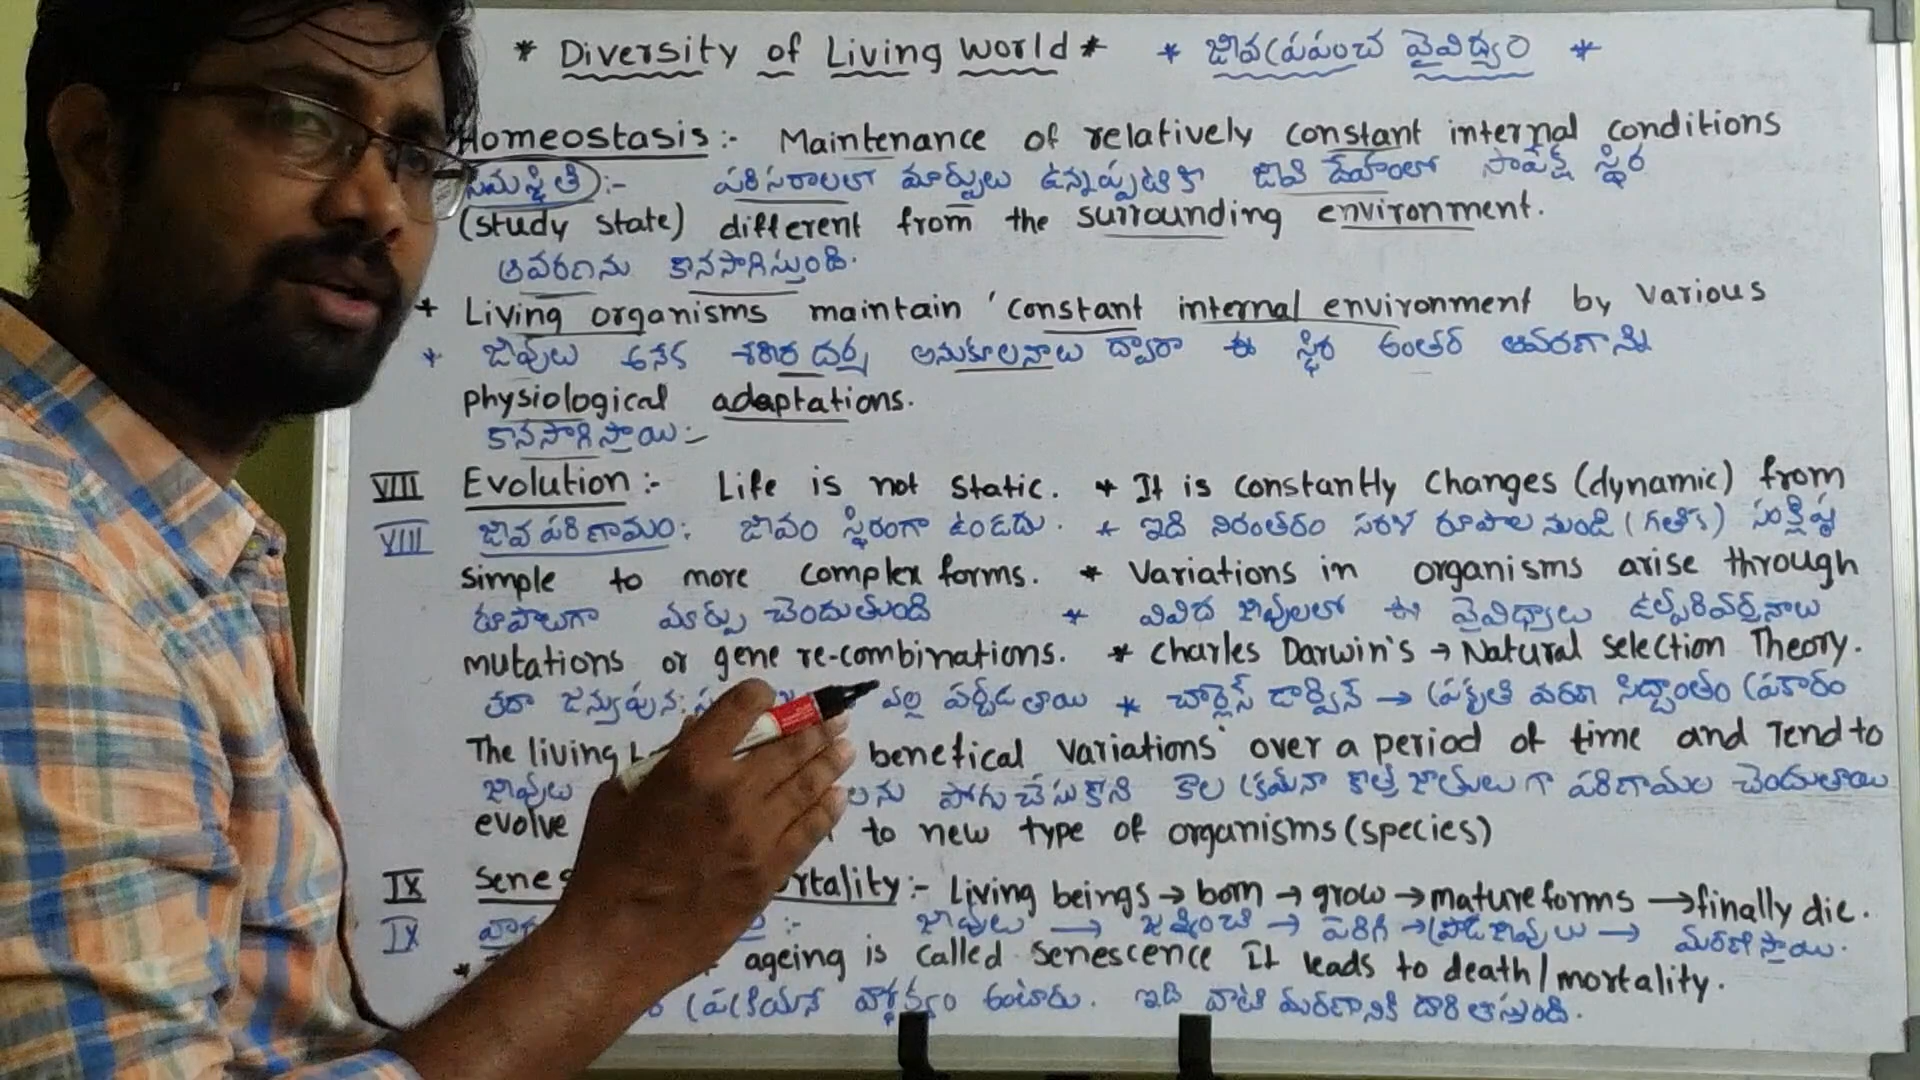 * Diversity of Living World * * జీవప్రపంచ వైవిధ్యం *
Homeostasis :- Maintenance of relatively constant internal conditions
సమస్థితి :- పరిసరాలలో మార్పులు ఉన్నప్పటికీ జీవి దేహంలో సాపేక్ష స్థిర
(study state) different from the surrounding environment.
ఆవరణను కొనసాగిస్తుంది.
* Living organisms maintain 'constant internal environment by various
* జీవులు అనేక శరీర ధర్మ అనుకూలనాలు ద్వారా ఈ స్థిర అంతర్ ఆవరణాన్ని
physiological adaptations.
కొనసాగిస్తాయి :-
VIII Evolution :- Life is not static. * It is constantly changes (dynamic) from
VIII జీవ పరిణామం : జీవం స్థిరంగా ఉండదు. * ఇది నిరంతరం సరళ రూపాల నుండి (గతిక) సంక్లిష్ట
simple to more complex forms. * Variations in organisms arise through
రూపాలుగా మార్పు చెందుతుంది * వివిధ జీవులలో ఈ వైవిధ్యాలు ఉత్పరివర్తనాలు
mutations or gene re-combinations. * Charles Darwin's → Natural selection Theory.
లేదా జన్యుపున: వల్ల ఏర్పడతాయి * చార్లెస్ డార్విన్ → ప్రకృతి వరణ సిద్ధాంతం ప్రకారం
The living benefical variations' over a period of time and Tend to
జీవులు లను పోగుచేసుకొని కాల క్రమేనా కొత్త జాతులు గా పరిణామం చెందుతాయి
evolve to new type of organisms (species)
IX :- Living beings → born → grow → mature forms → finally die.
IX :- జీవులు → జన్మించి → పెరిగి → ప్రౌఢ జీవులు → మరణిస్తాయి.
* ageing is called senescence It leads to death/mortality.
ప్రక్రియనే వార్ధక్యం అంటారు. ఇది వాటి మరణానికి దారి తీస్తుంది.